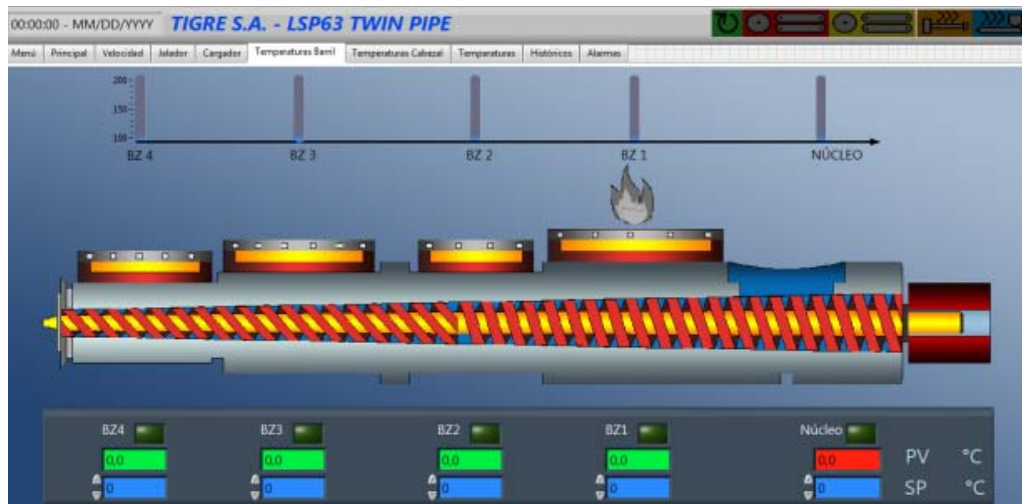 00:00:00 - MM/DD/YYYY TIGRE S.A. - LSP63 TWIN PIPE
Menú Principal Velocidad Jalador Cargador Temperaturas Barril Temperaturas Cabezal Temperaturas Históricos Alarmas
200
150
100
BZ 4 BZ 3 BZ 2 BZ 1 NÚCLEO
BZ4 BZ3 BZ2 BZ1 Núcleo
0,0 0,0 0,0 0,0 0,0 PV °C
0 0 0 0 0 SP °C